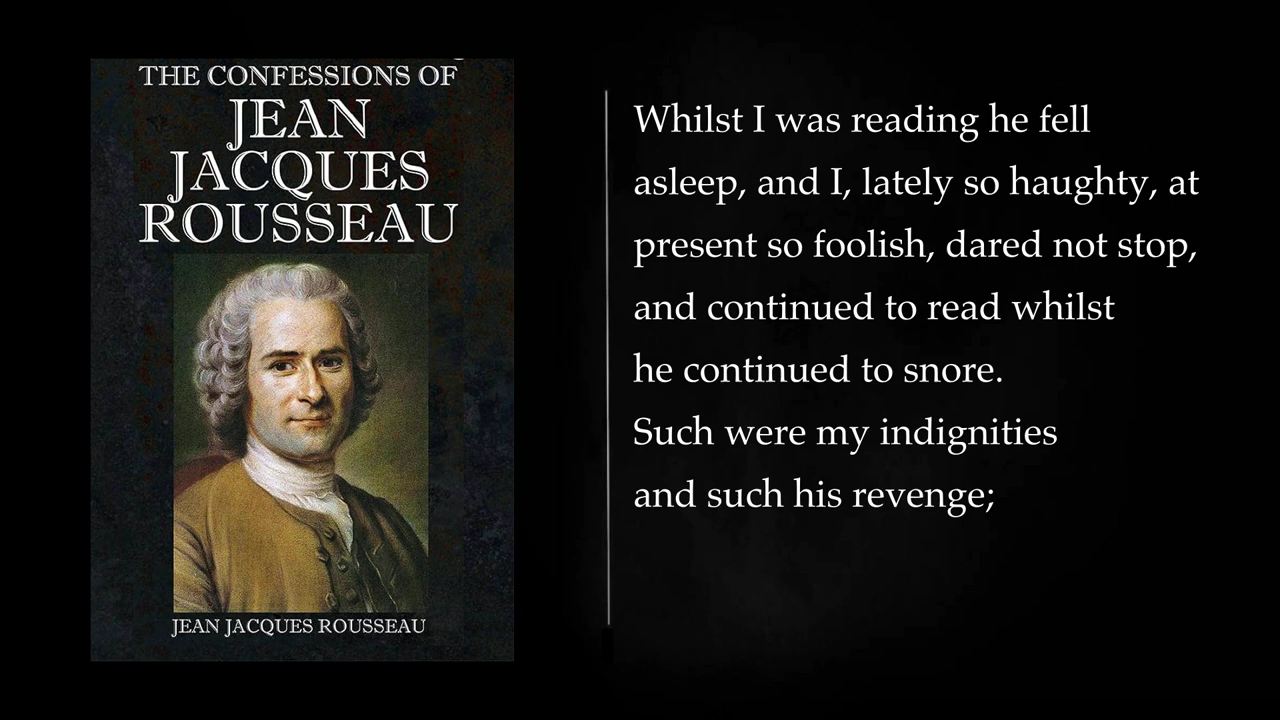 THE CONFESSIONS OF
JEAN
JACQUES
ROUSSEAU
JEAN JACQUES ROUSSEAU
Whilst I was reading he fell
asleep, and I, lately so haughty, at
present so foolish, dared not stop,
and continued to read whilst
he continued to snore.
Such were my indignities
and such his revenge;